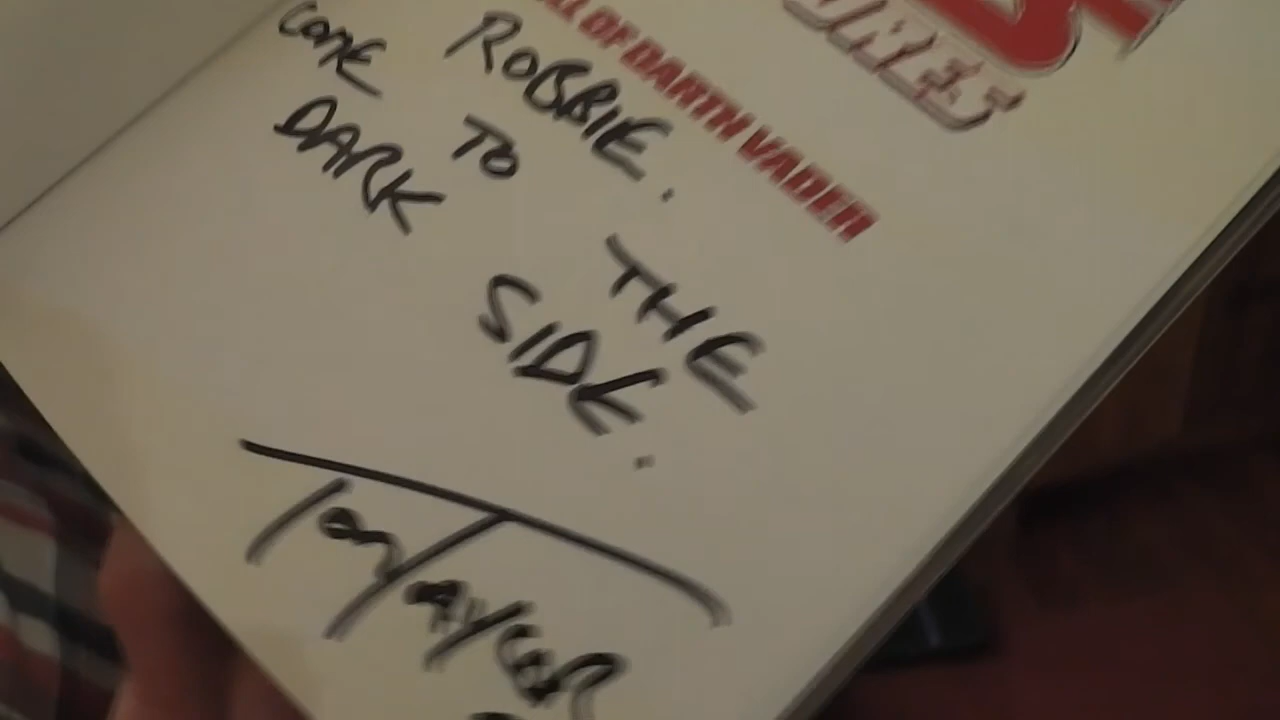 OF DARTH VADER
ROBBIE.
COME TO THE
DARK SIDE.
Tom Taylor